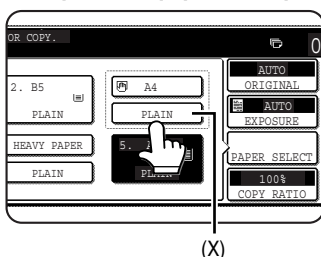 OR COPY.
0
2. B5
PLAIN
A4
PLAIN
HEAVY PAPER
PLAIN
5.
AUTO
ORIGINAL
AUTO
EXPOSURE
PAPER SELECT
100%
COPY RATIO
(X)